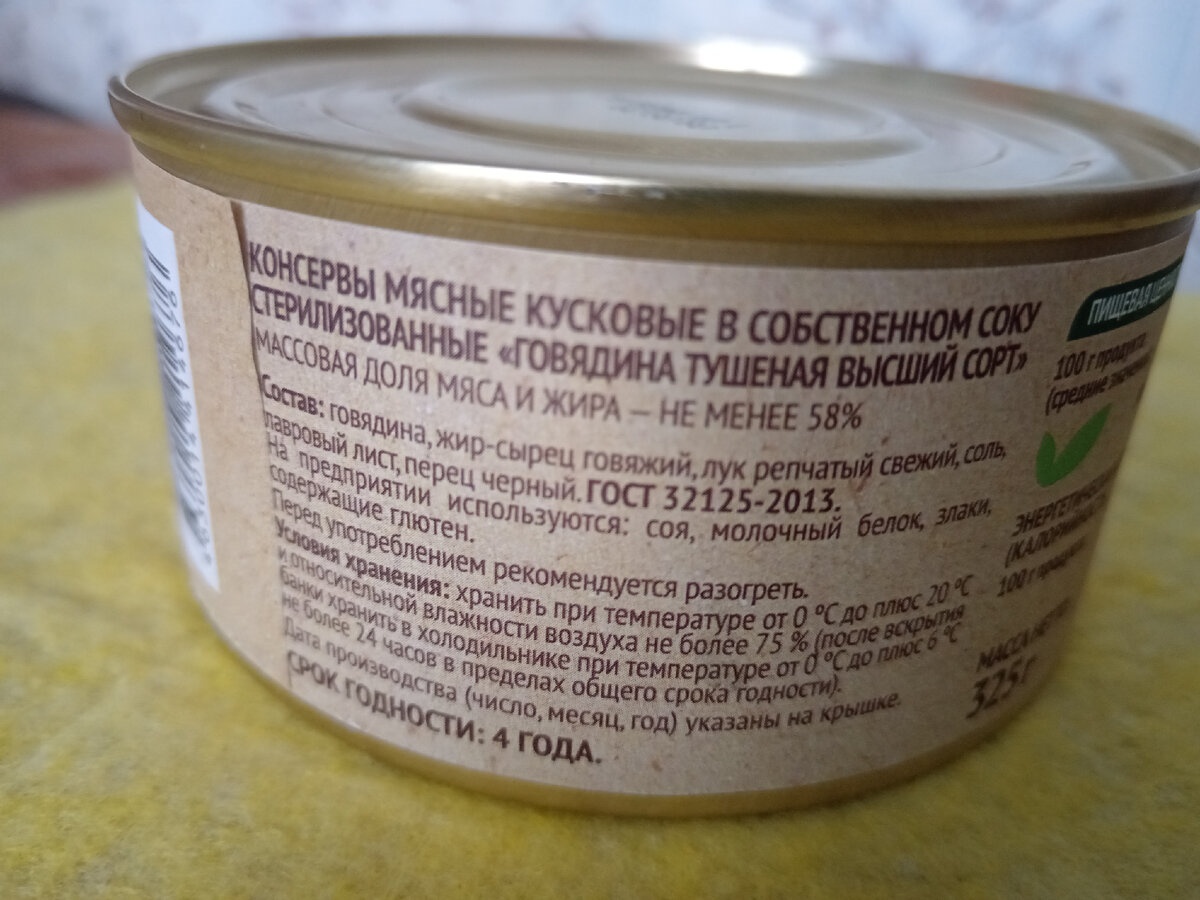 КОНСЕРВЫ МЯСНЫЕ КУСКОВЫЕ В СОБСТВЕННОМ СОКУ
СТЕРИЛИЗОВАННЫЕ «ГОВЯДИНА ТУШЕНАЯ ВЫСШИЙ СОРТ»
МАССОВАЯ ДОЛЯ МЯСА И ЖИРА – НЕ МЕНЕЕ 58%
Состав: говядина, жир-сырец говяжий, лук репчатый свежий, соль,
лавровый лист, перец черный. ГОСТ 32125-2013.
На предприятии используются: соя, молочный белок, злаки,
содержащие глютен.
Перед употреблением рекомендуется разогреть.
Условия хранения: хранить при температуре от 0 °С до плюс 20 °С
и относительной влажности воздуха не более 75 % (после вскрытия
банки хранить в холодильнике при температуре от 0 °С до плюс 6 °С
не более 24 часов в пределах общего срока годности).
Дата производства (число, месяц, год) указаны на крышке.
СРОК ГОДНОСТИ: 4 ГОДА.
ПИЩЕВАЯ
100 г продукта
(средние
100 г
МАССА
325 г